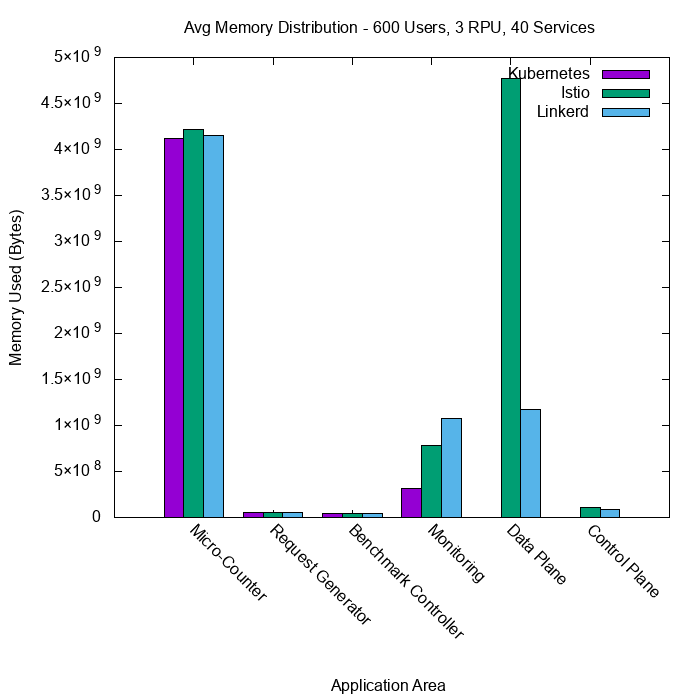 Avg Memory Distribution - 600 Users, 3 RPU, 40 Services
Kubernetes
Istio
Linkerd
Memory Used (Bytes)
5×10^9
4.5×10^9
4×10^9
3.5×10^9
3×10^9
2.5×10^9
2×10^9
1.5×10^9
1×10^9
5×10^8
0
Micro-Counter
Request Generator
Benchmark Controller
Monitoring
Data Plane
Control Plane
Application Area